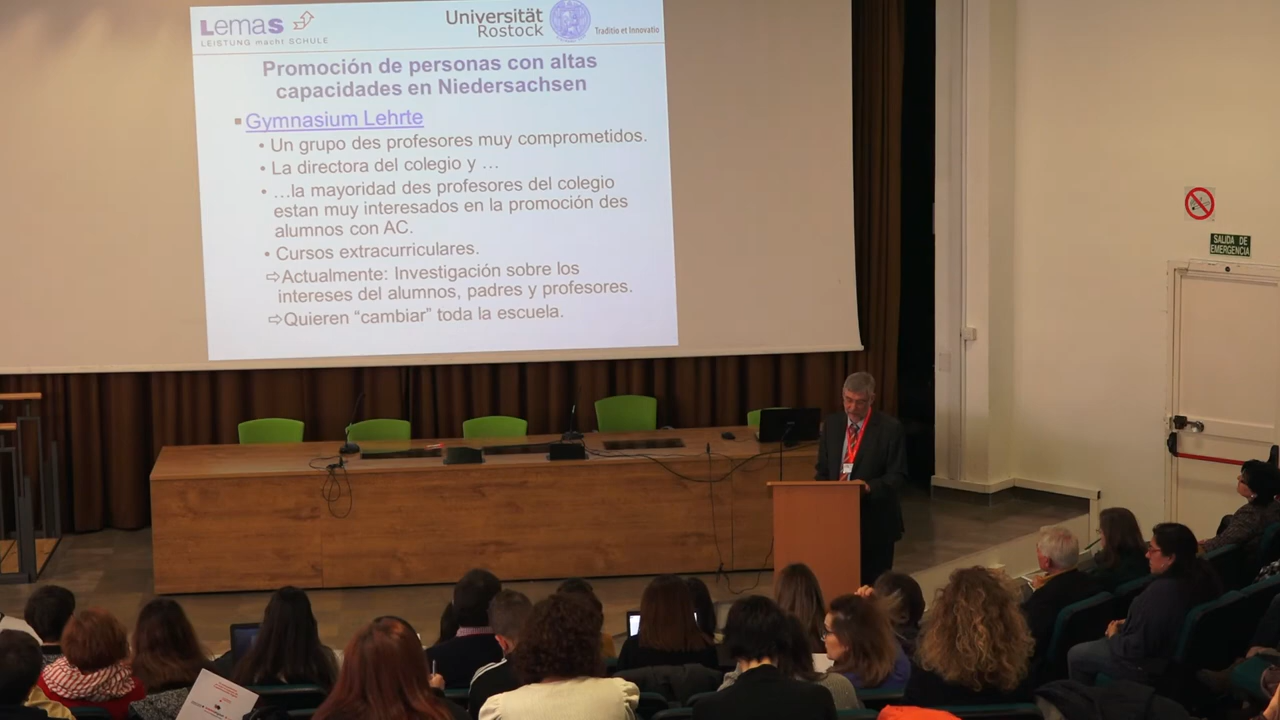 Lemas
LEISTUNG macht SCHULE
Universität
Rostock
Traditio et Innovatio
Promoción de personas con altas
capacidades en Niedersachsen
▪ Gymnasium Lehrte
• Un grupo des profesores muy comprometidos.
• La directora del colegio y …
• …la mayoridad des profesores del colegio
estan muy interesados en la promoción des
alumnos con AC.
• Cursos extracurriculares.
⇨Actualmente: Investigación sobre los
intereses del alumnos, padres y profesores.
⇨Quieren “cambiar” toda la escuela.
SALIDA DE
EMERGENCIA